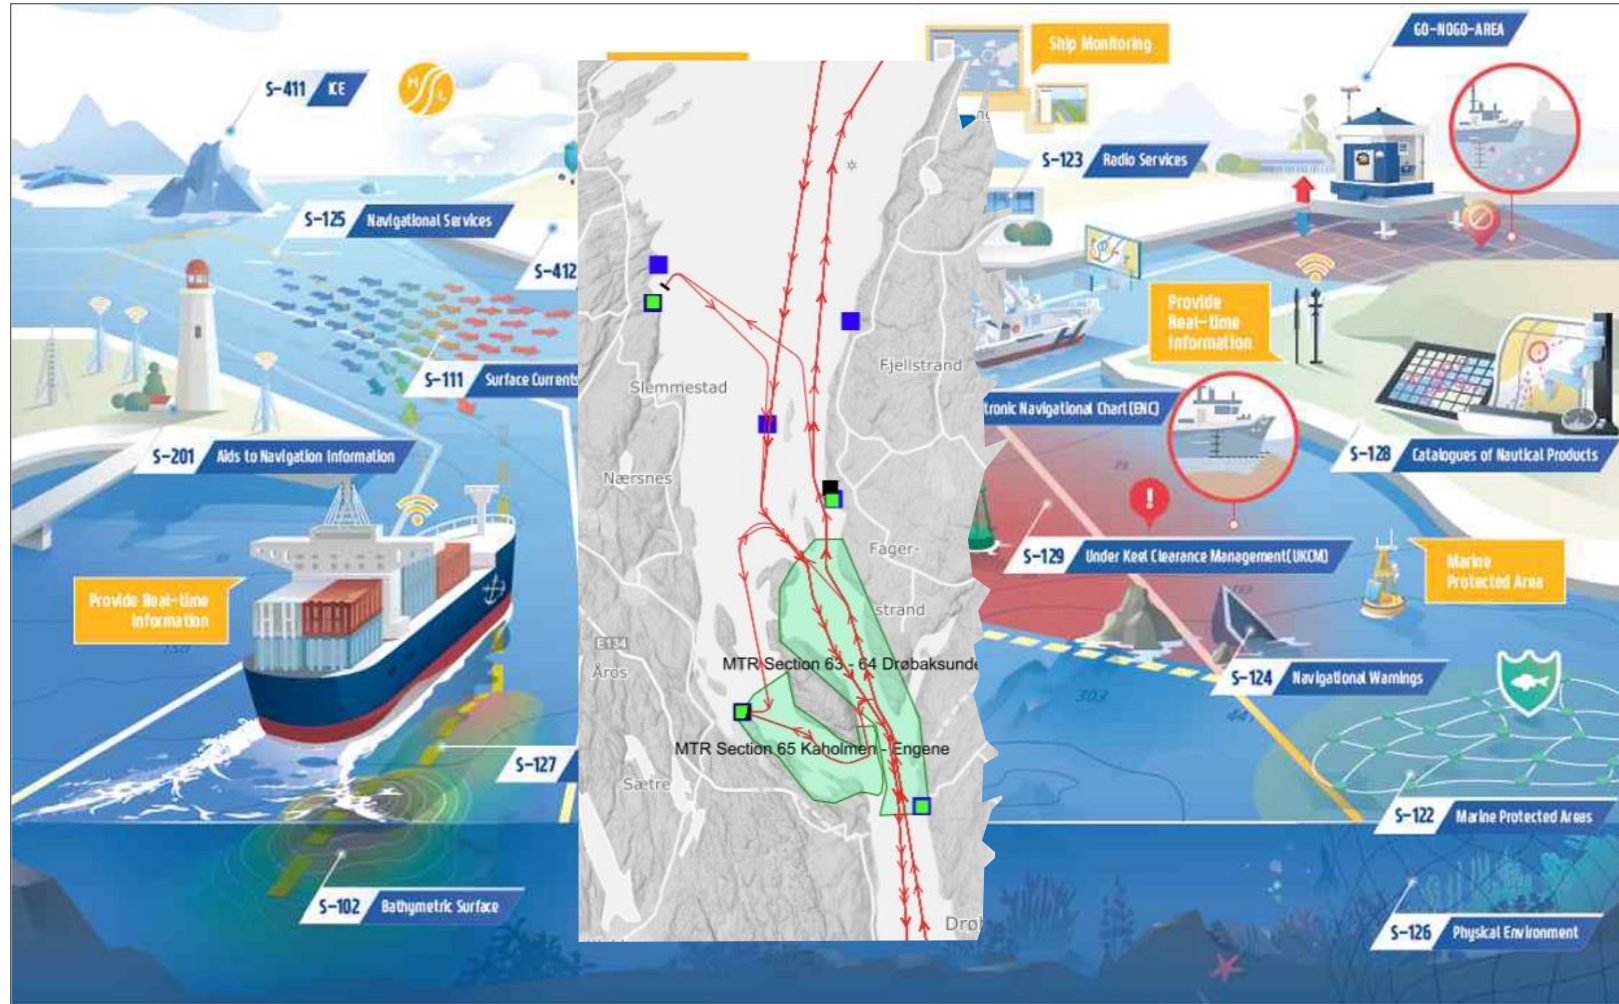 Ship Monitoring
GO-NOGO-AREA
S-411 ICE
H
L
S-123 Radio Services
S-125 Navigational Services
S-412
Provide
Real-time
Information
Fjellstrand
S-111 Surface Currents
Slemmestad
tronic Navigational Chart(ENC)
S-201 Aids to Navigation Information
S-128 Catalogues of Nautical Products
Nærsnes
!
Fager-
S-129 Under Keel Clearance Management(UKCM)
Marine
Protected Area
Provide Real-time
Information
strand
E134
MTR Section 63 - 64 Drøbaksunde
Åros
S-124 Navigational Warnings
303
MTR Section 65 Kaholmen - Engene
S-127
Sætre
S-122 Marine Protected Areas
S-102 Bathymetric Surface
Drøb
S-126 Physical Environment